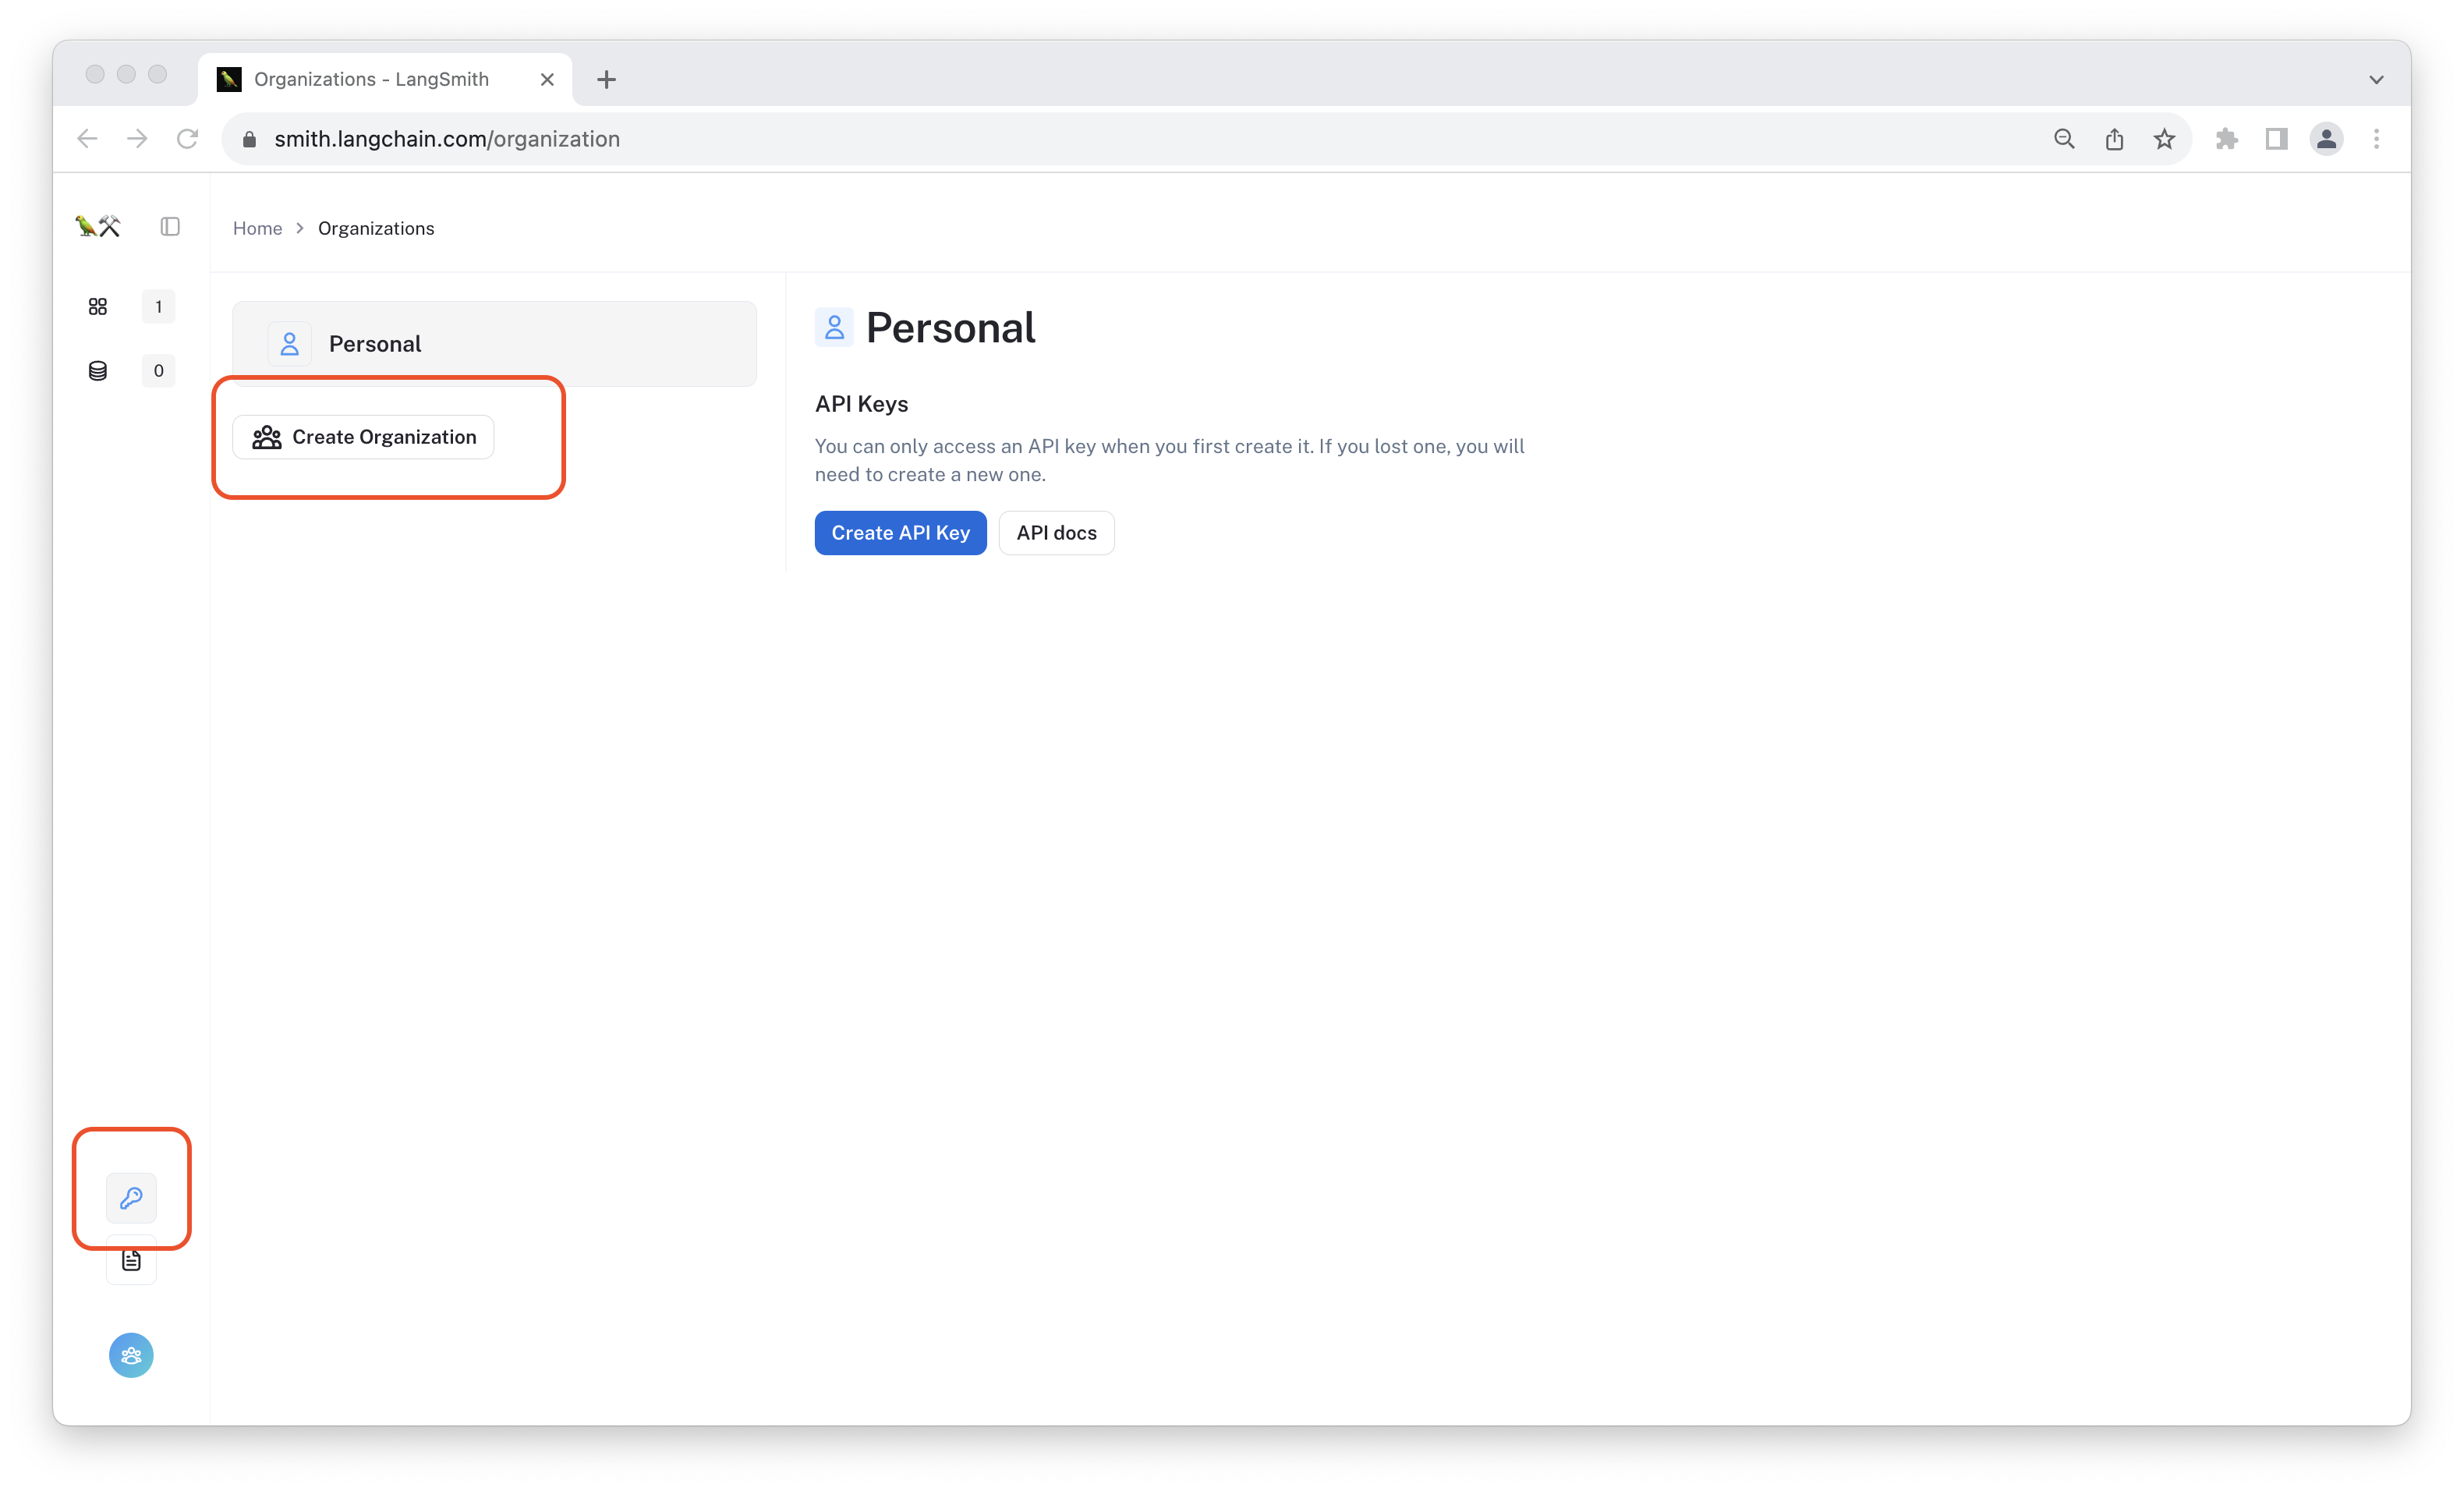 Organizations - LangSmith
smith.langchain.com/organization
Home > Organizations
1
0
Personal
Create Organization
Personal
API Keys
You can only access an API key when you first create it. If you lost one, you will
need to create a new one.
Create API Key
API docs